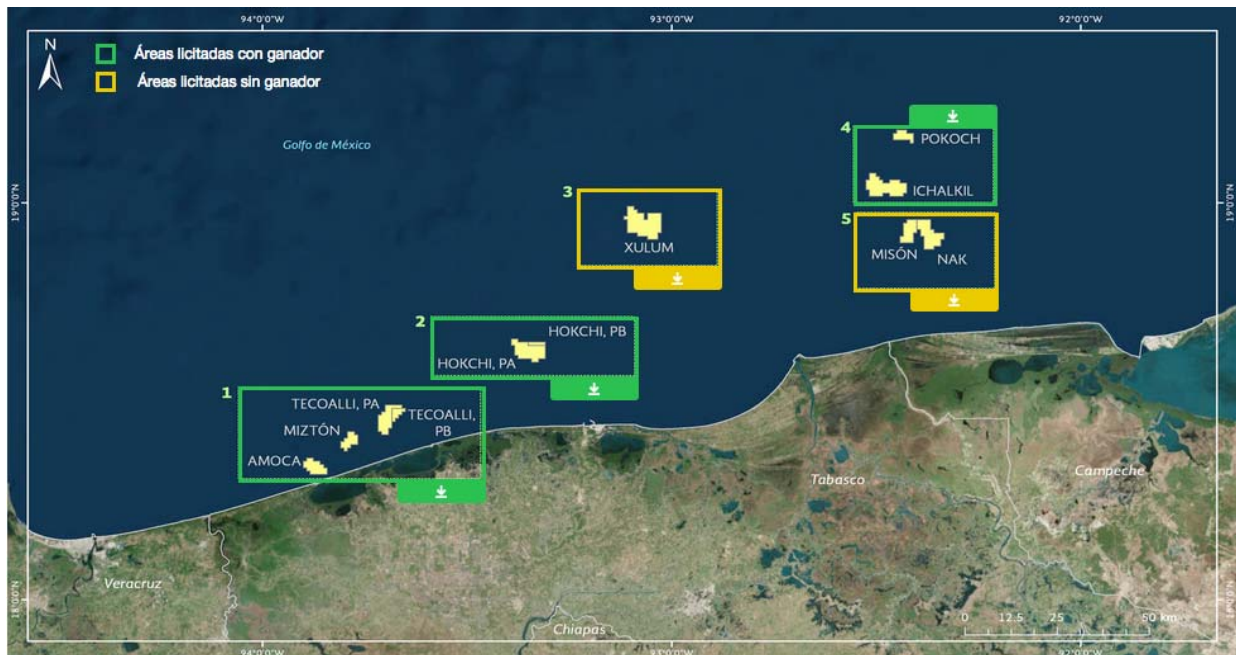 94°0'0"W
93°0'0"W
92°0'0"W
N
Áreas licitadas con ganador
Áreas licitadas sin ganador
Golfo de México
4
POKOCH
ICHALKIL
19°0'0"N
19°0'0"N
3
XULUM
5
MISÓN
NAK
2
HOKCHI, PB
HOKCHI, PA
1
TECOALLI, PA
TECOALLI,
PB
MIZTÓN
AMOCA
Tabasco
Campeche
Veracruz
Chiapas
18°0'0"N
18°0'0"N
0 12.5 25 50 km
94°0'0"W
93°0'0"W
92°0'0"W